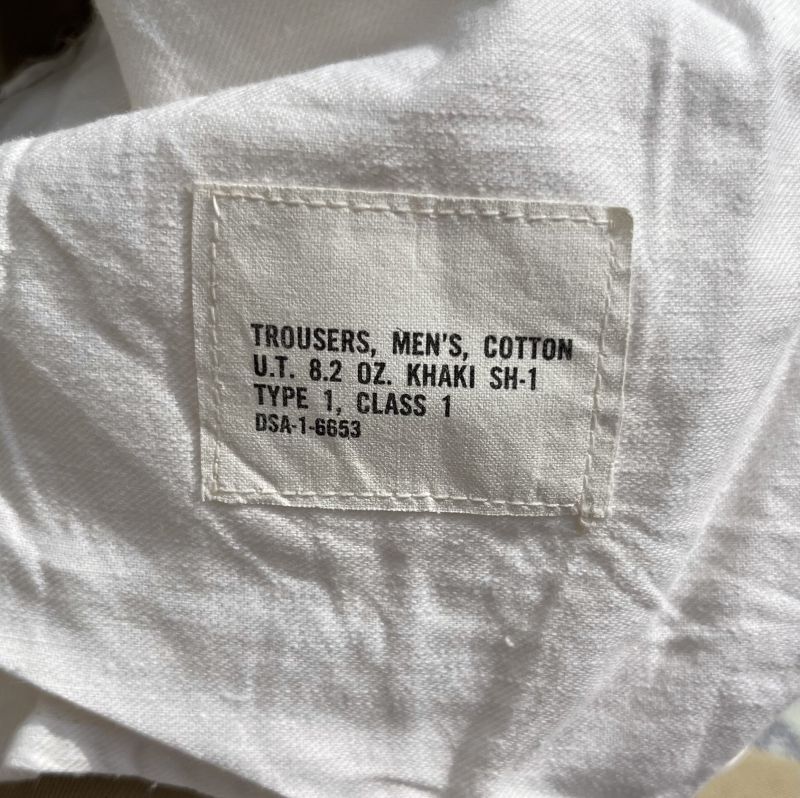 TROUSERS, MEN'S, COTTON
U.T. 8.2 OZ. KHAKI SH-1
TYPE 1, CLASS 1
DSA-1-6653